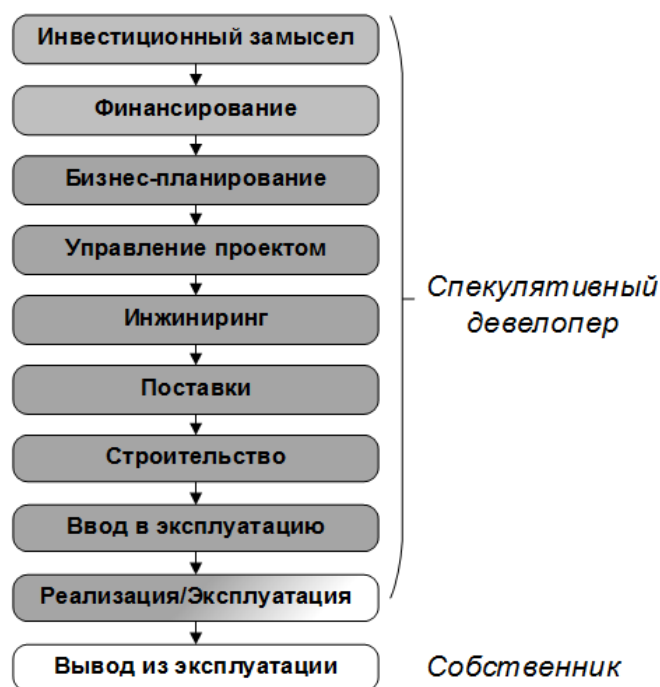 Инвестиционный замысел
Финансирование
Бизнес-планирование
Управление проектом
Инжиниринг
Поставки
Строительство
Ввод в эксплуатацию
Реализация/Эксплуатация
Вывод из эксплуатации
Спекулятивный
девелопер
Собственник